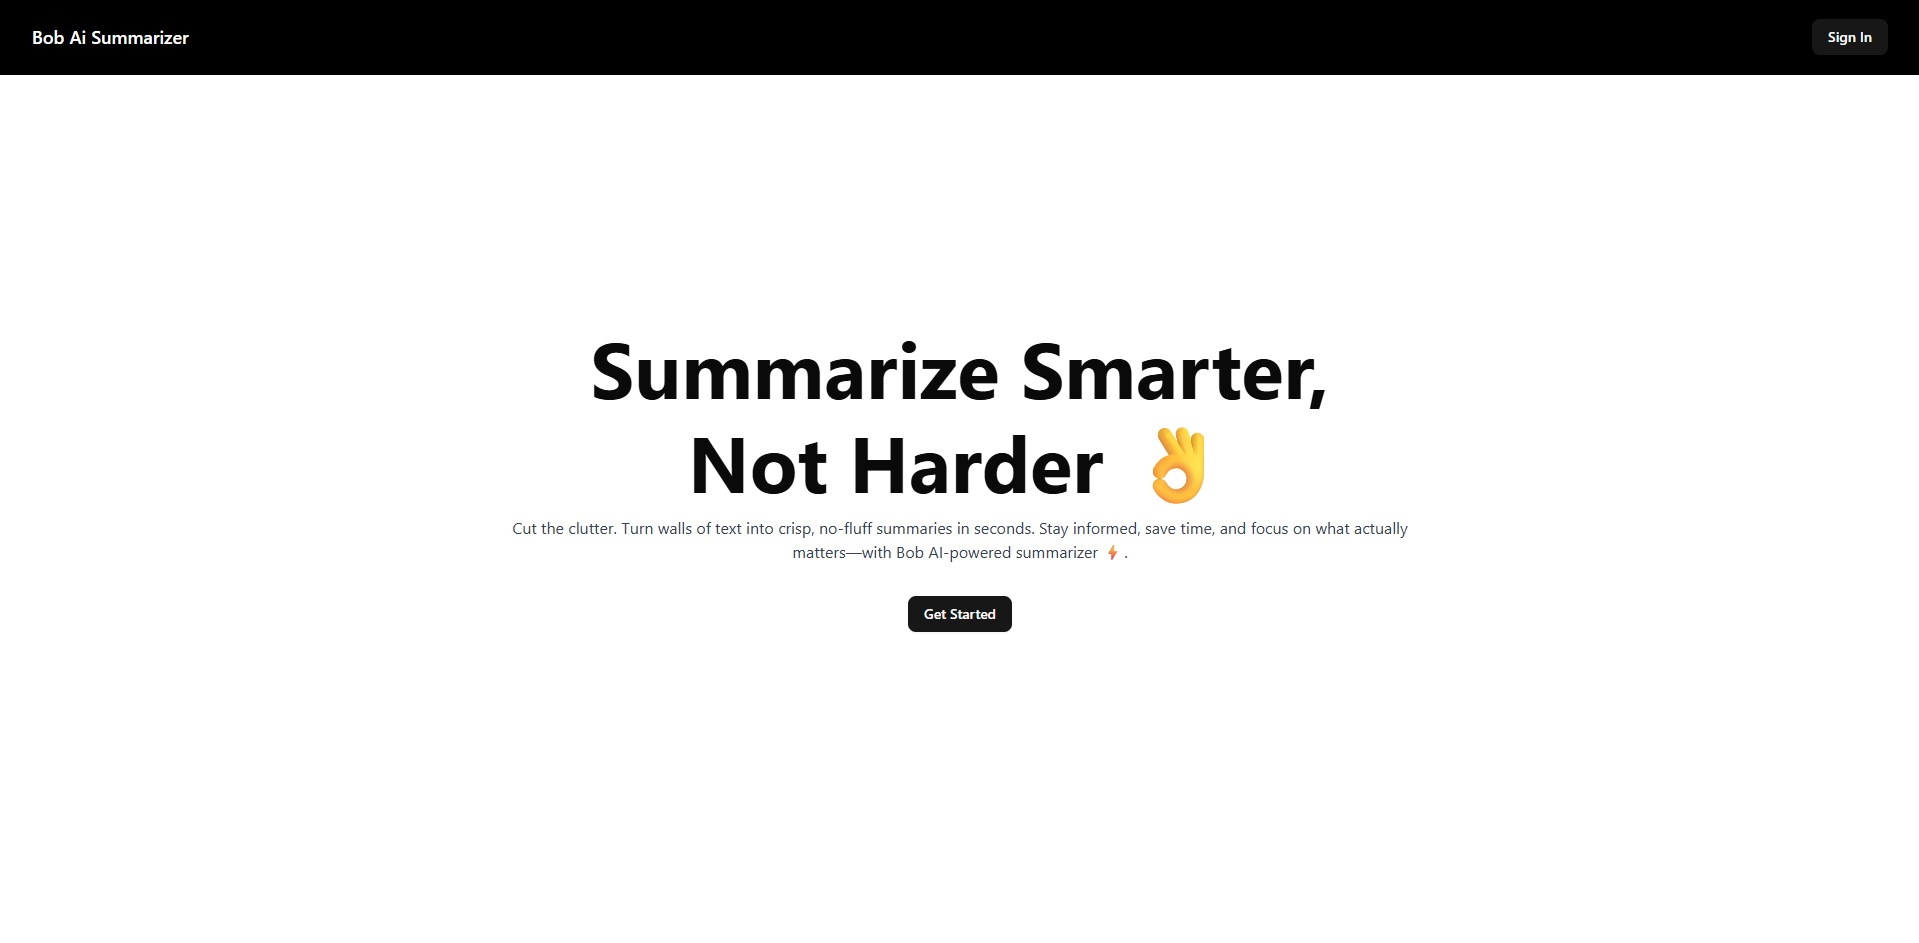 Bob Ai Summarizer
Sign In
Summarize Smarter,
Not Harder 👌
Cut the clutter. Turn walls of text into crisp, no-fluff summaries in seconds. Stay informed, save time, and focus on what actually
matters—with Bob AI-powered summarizer ⚡.
Get Started